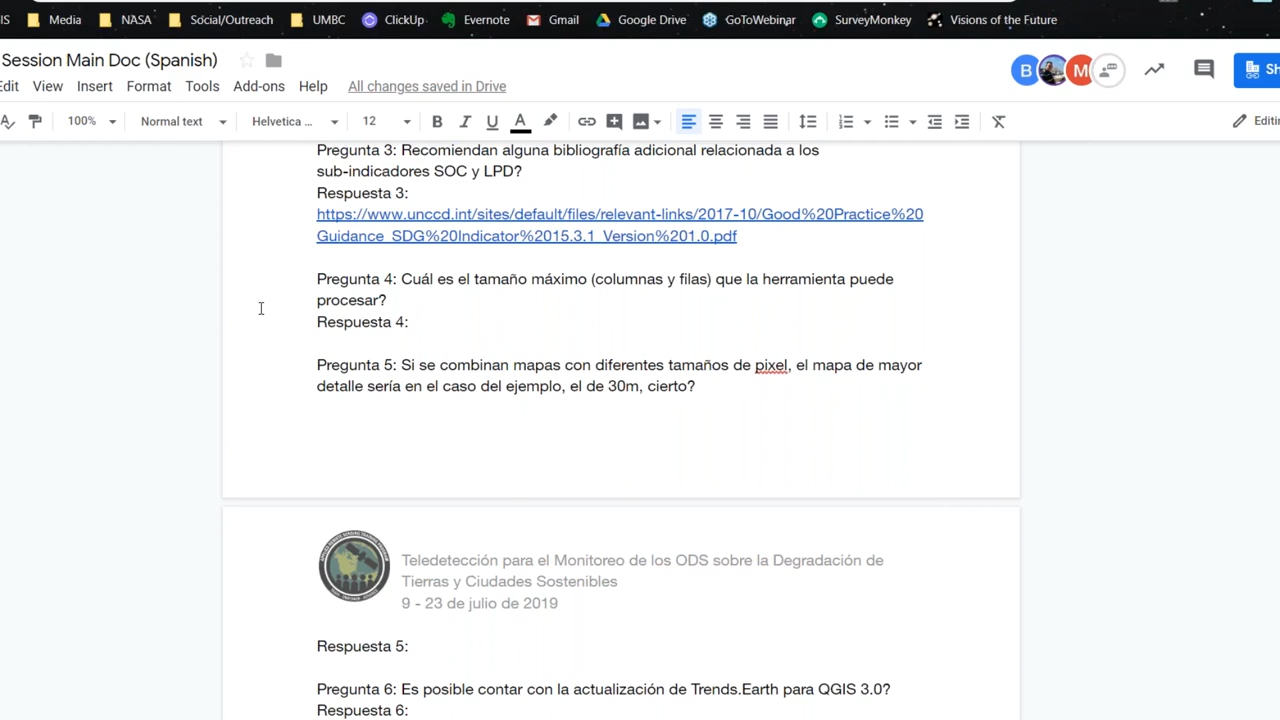 IS Media NASA Social/Outreach UMBC ClickUp Evernote Gmail Google Drive GoToWebinar SurveyMonkey Visions of the Future
Session Main Doc (Spanish)
B M Sh
Edit View Insert Format Tools Add-ons Help All changes saved in Drive
100% Normal text Helvetica ... 12 B I U A Editin
Pregunta 3: Recomiendan alguna bibliografía adicional relacionada a los
sub-indicadores SOC y LPD?
Respuesta 3:
https://www.unccd.int/sites/default/files/relevant-links/2017-10/Good%20Practice%20
Guidance_SDG%20Indicator%2015.3.1_Version%201.0.pdf
Pregunta 4: Cuál es el tamaño máximo (columnas y filas) que la herramienta puede
procesar?
Respuesta 4:
Pregunta 5: Si se combinan mapas con diferentes tamaños de pixel, el mapa de mayor
detalle sería en el caso del ejemplo, el de 30m, cierto?
Teledetección para el Monitoreo de los ODS sobre la Degradación de
Tierras y Ciudades Sostenibles
9 - 23 de julio de 2019
Respuesta 5:
Pregunta 6: Es posible contar con la actualización de Trends.Earth para QGIS 3.0?
Respuesta 6: